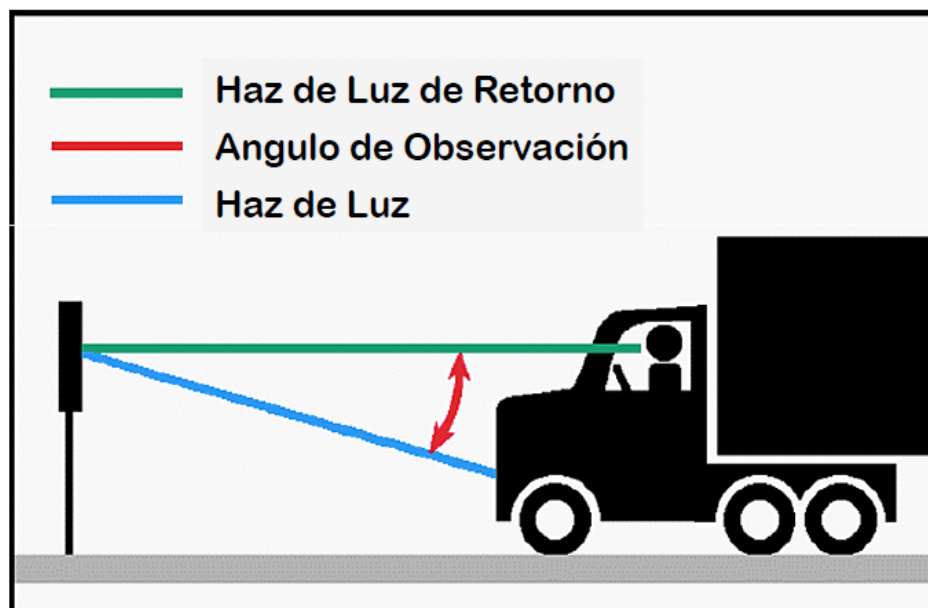 Haz de Luz de Retorno
Angulo de Observación
Haz de Luz